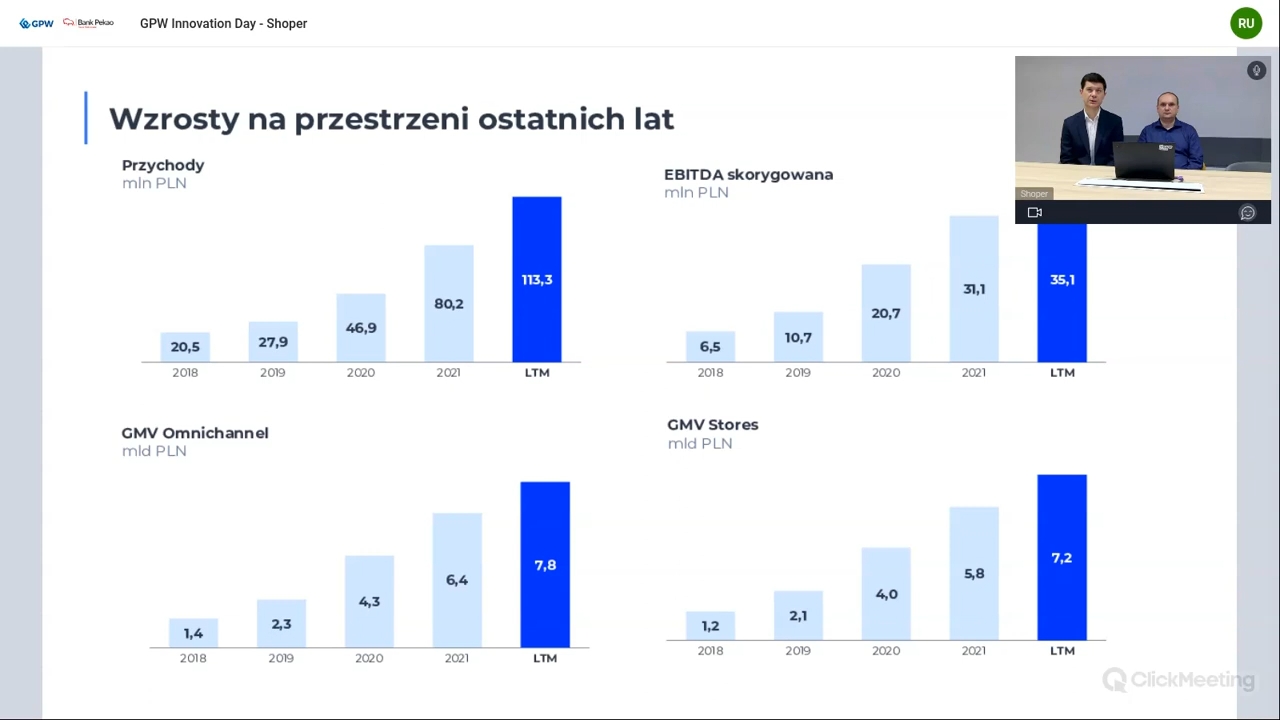 GPW
Bank Pekao
GPW Innovation Day - Shoper
RU
Wzrosty na przestrzeni ostatnich lat
Przychody
mln PLN
20,5
27,9
46,9
80,2
113,3
2018
2019
2020
2021
LTM
EBITDA skorygowana
mln PLN
6,5
10,7
20,7
31,1
35,1
2018
2019
2020
2021
LTM
Shoper
GMV Omnichannel
mld PLN
1,4
2,3
4,3
6,4
7,8
2018
2019
2020
2021
LTM
GMV Stores
mld PLN
1,2
2,1
4,0
5,8
7,2
2018
2019
2020
2021
LTM
ClickMeeting